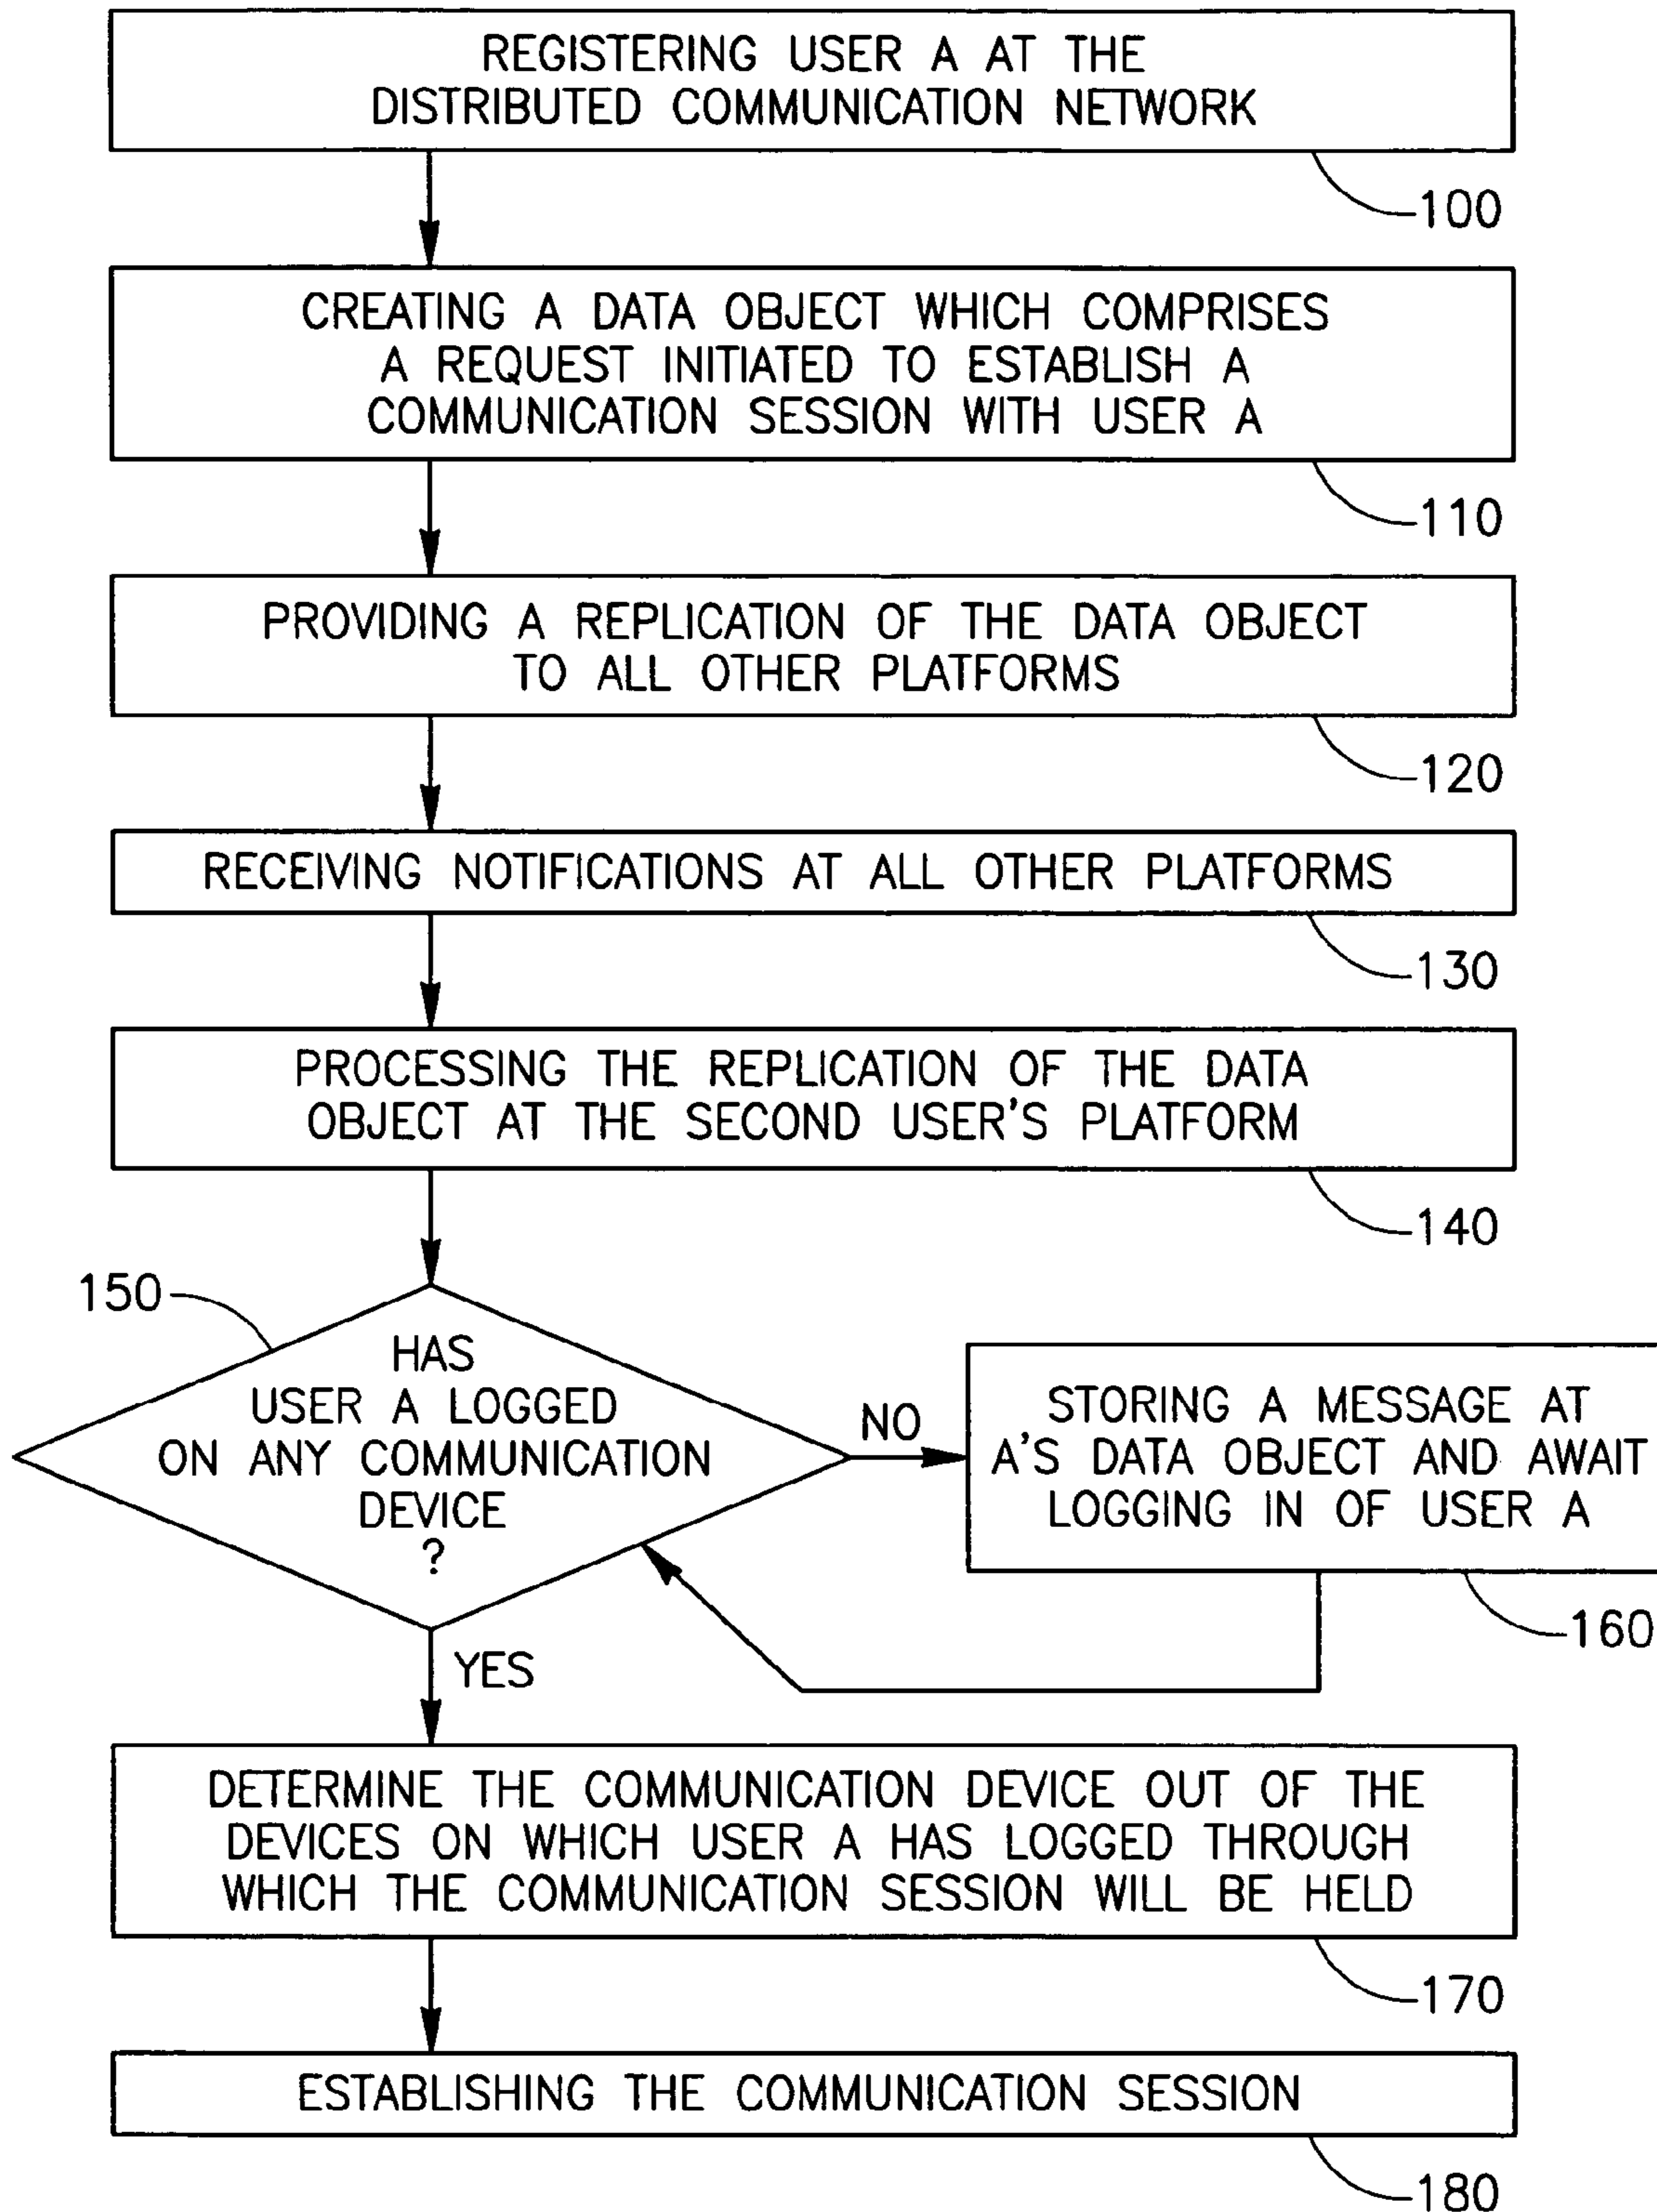 REGISTERING USER A AT THE
DISTRIBUTED COMMUNICATION NETWORK
100
CREATING A DATA OBJECT WHICH COMPRISES
A REQUEST INITIATED TO ESTABLISH A
COMMUNICATION SESSION WITH USER A
110
PROVIDING A REPLICATION OF THE DATA OBJECT
TO ALL OTHER PLATFORMS
120
RECEIVING NOTIFICATIONS AT ALL OTHER PLATFORMS
130
PROCESSING THE REPLICATION OF THE DATA
OBJECT AT THE SECOND USER'S PLATFORM
140
150
HAS
USER A LOGGED
ON ANY COMMUNICATION
DEVICE
?
NO
STORING A MESSAGE AT
A'S DATA OBJECT AND AWAIT
LOGGING IN OF USER A
160
YES
DETERMINE THE COMMUNICATION DEVICE OUT OF THE
DEVICES ON WHICH USER A HAS LOGGED THROUGH
WHICH THE COMMUNICATION SESSION WILL BE HELD
170
ESTABLISHING THE COMMUNICATION SESSION
180